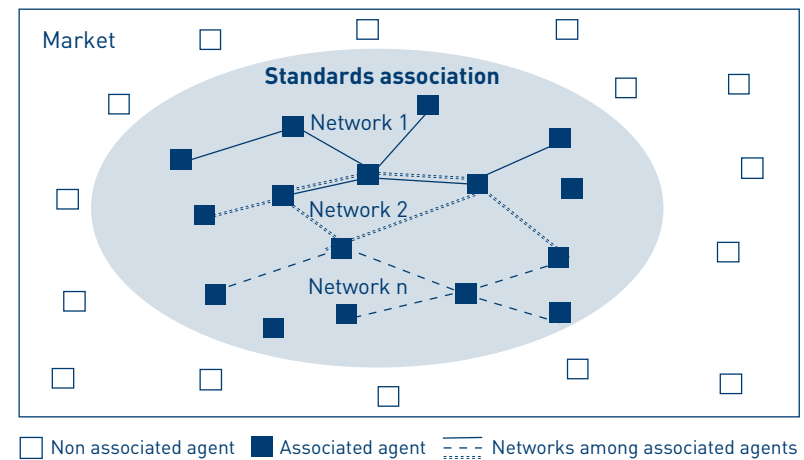 Market
Standards association
Network 1
Network 2
Network n
Non associated agent Associated agent Networks among associated agents